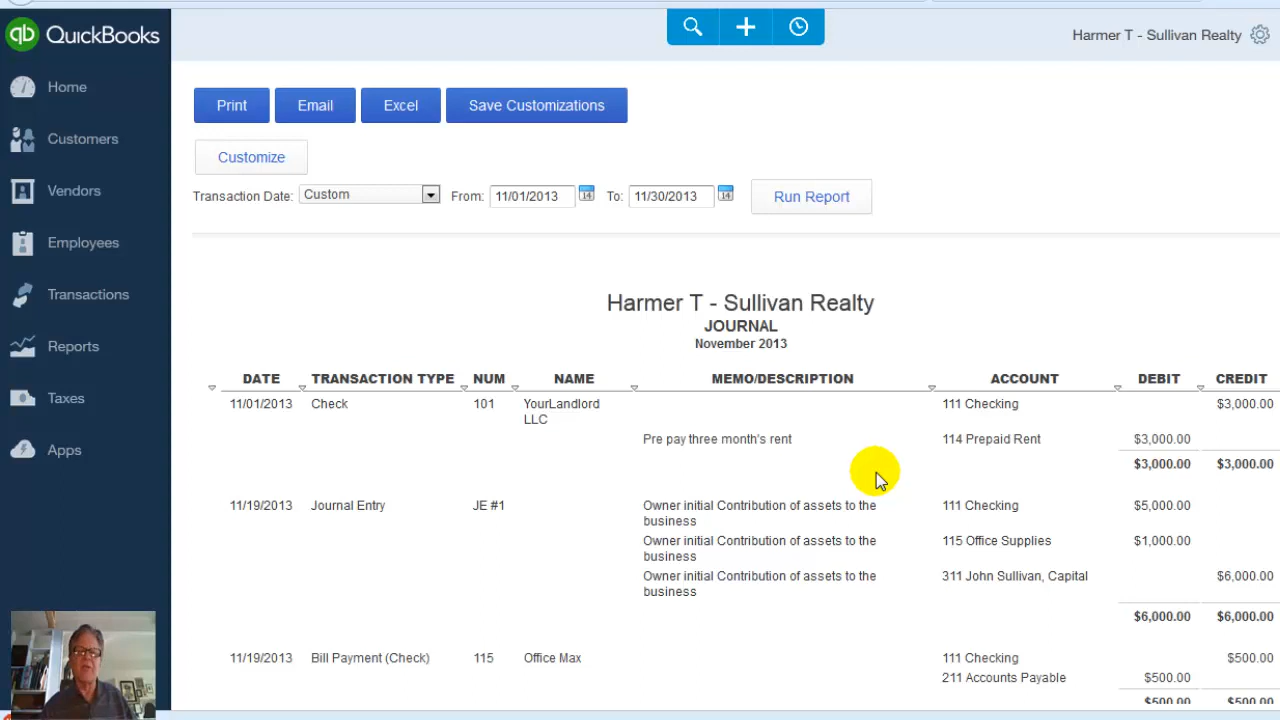 qb QuickBooks
Harmer T - Sullivan Realty
Home
Customers
Vendors
Employees
Transactions
Reports
Taxes
Apps
Print Email Excel Save Customizations
Customize
Transaction Date: Custom From: 11/01/2013 14 To: 11/30/2013 14 Run Report
Harmer T - Sullivan Realty
JOURNAL
November 2013
DATE TRANSACTION TYPE NUM NAME MEMO/DESCRIPTION ACCOUNT DEBIT CREDIT
11/01/2013 Check 101 YourLandlord 111 Checking $3,000.00
LLC
Pre pay three month's rent 114 Prepaid Rent $3,000.00
$3,000.00 $3,000.00
11/19/2013 Journal Entry JE #1 Owner initial Contribution of assets to the 111 Checking $5,000.00
business
Owner initial Contribution of assets to the 115 Office Supplies $1,000.00
business
Owner initial Contribution of assets to the 311 John Sullivan, Capital $6,000.00
business
$6,000.00 $6,000.00
11/19/2013 Bill Payment (Check) 115 Office Max 111 Checking $500.00
211 Accounts Payable $500.00
$500.00 $500.00